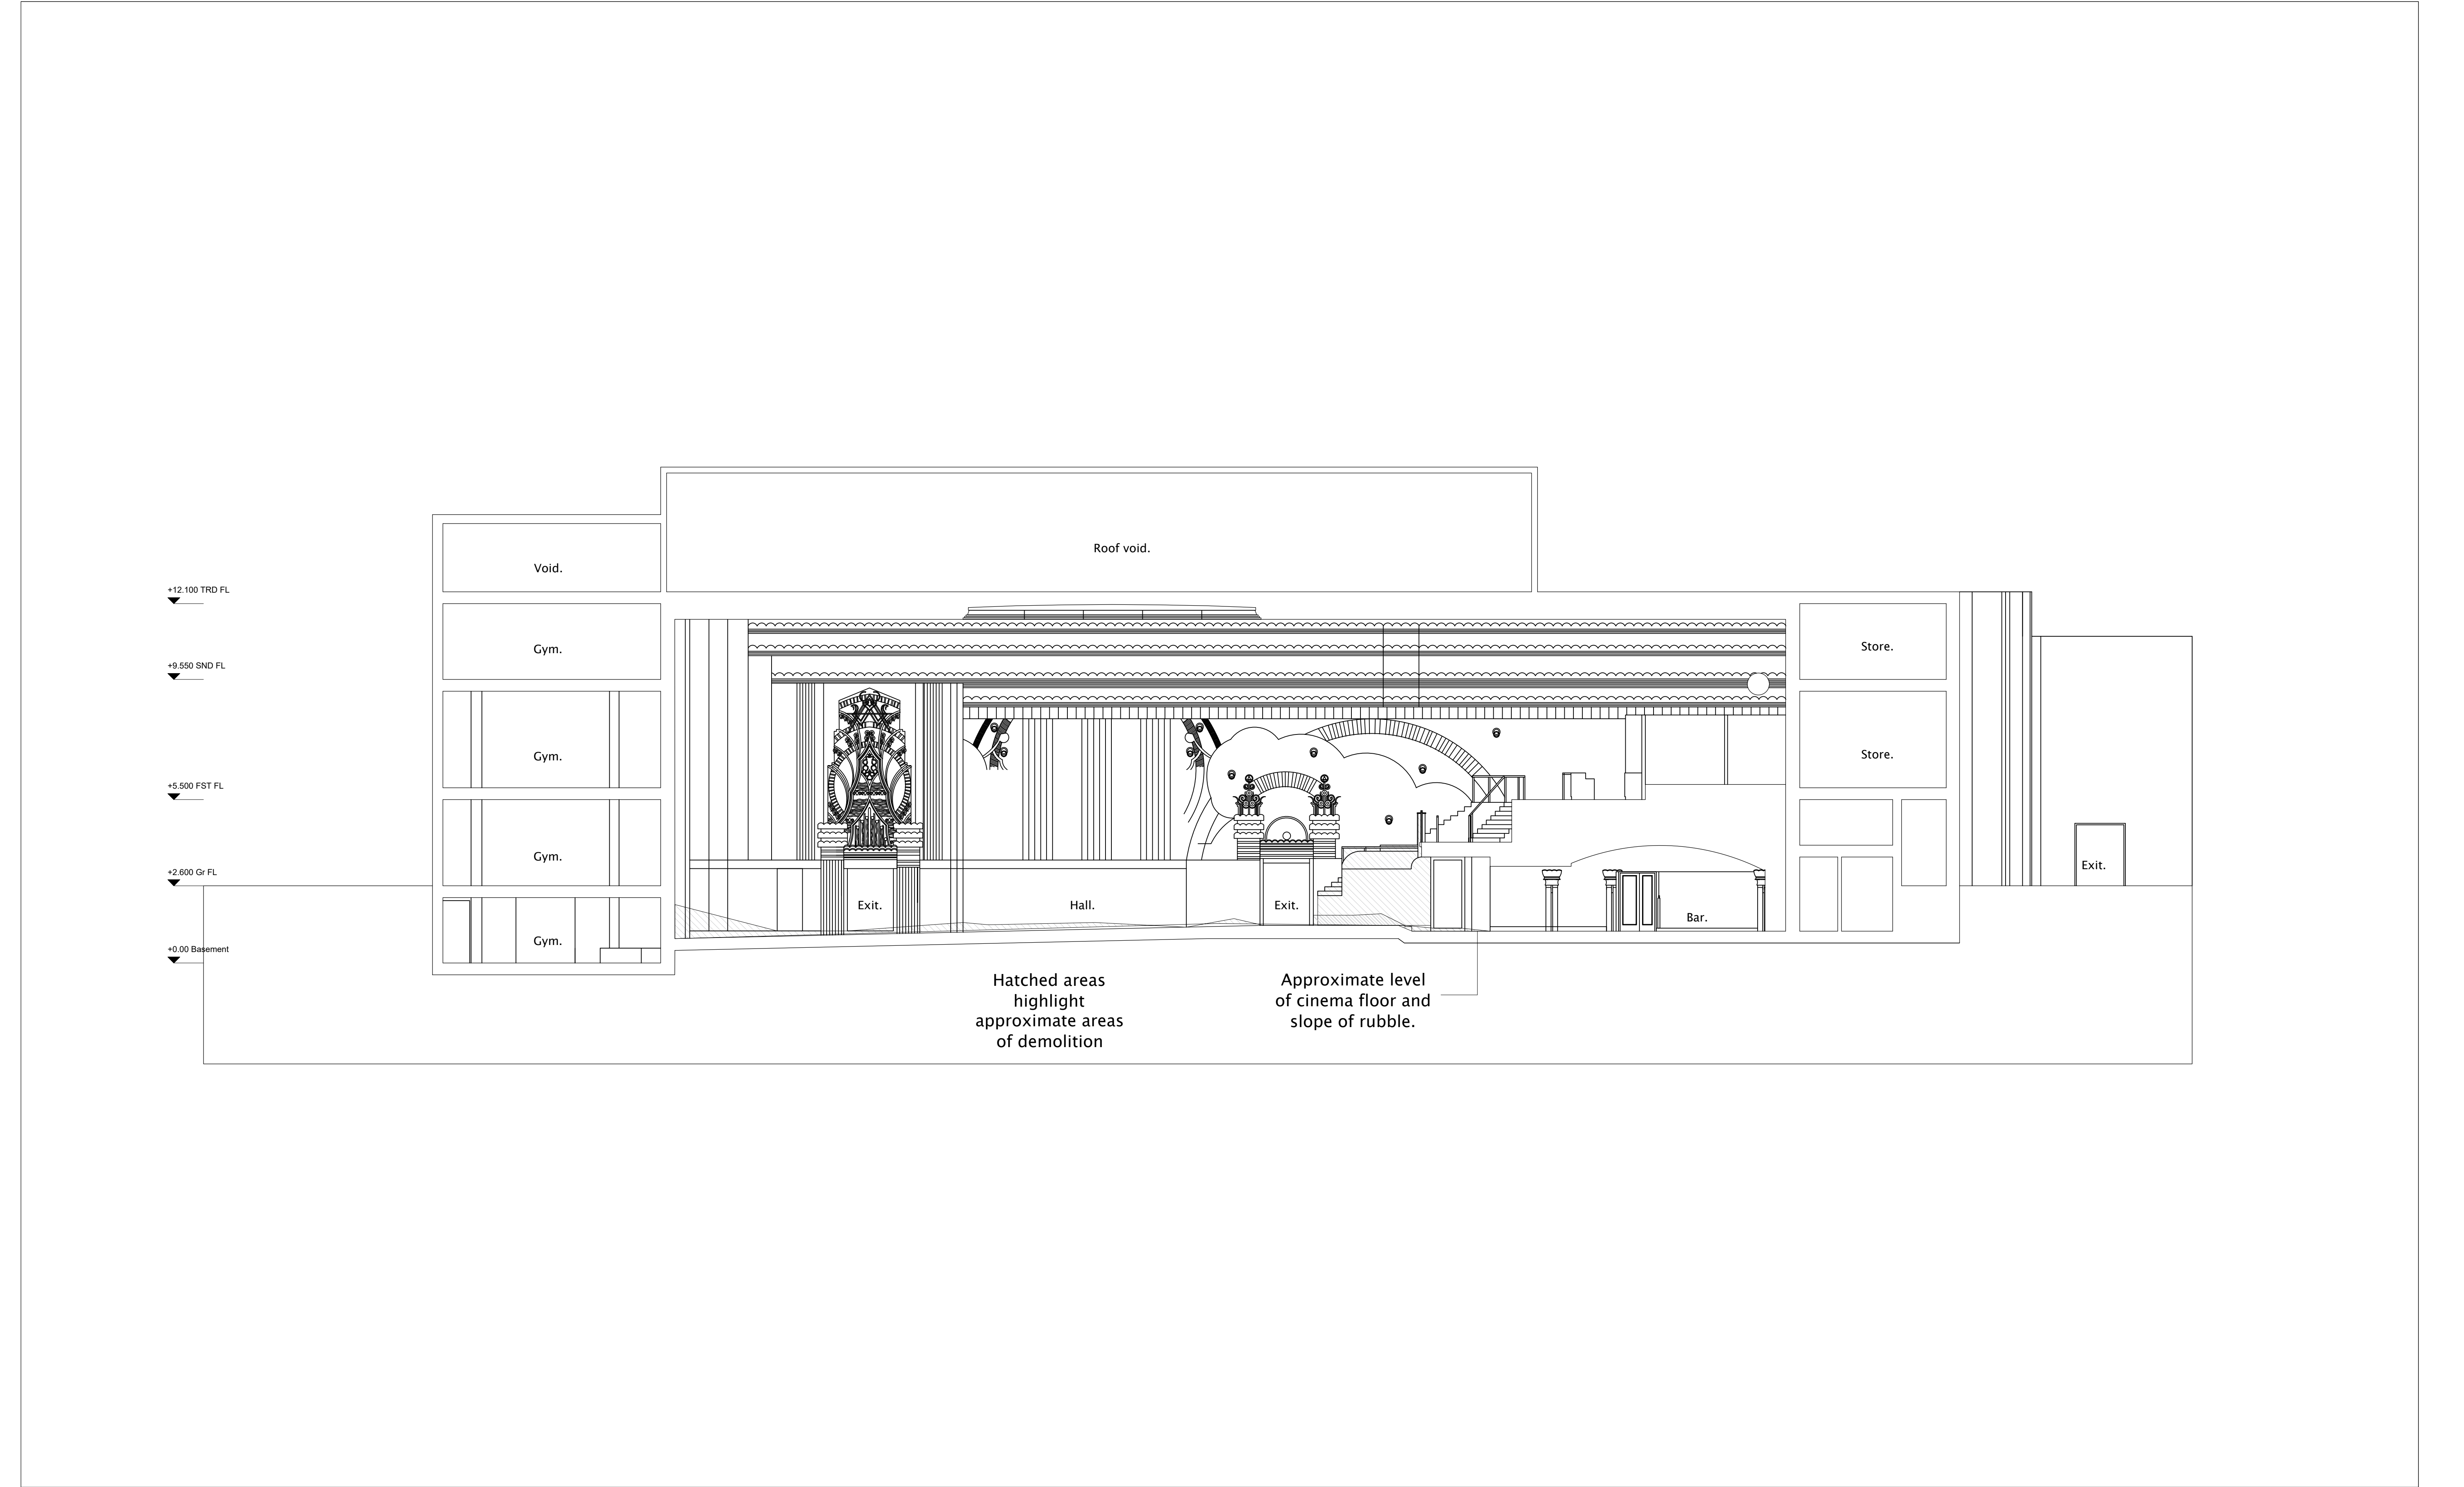 Roof void.
Void.
+12.100 TRD FL
Gym.
Store.
+9.550 SND FL
Gym.
Store.
+5.500 FST FL
Gym.
Exit.
+2.600 Gr FL
Exit.
Hall.
Exit.
Bar.
Gym.
+0.00 Basement
Hatched areas
highlight
approximate areas
of demolition
Approximate level
of cinema floor and
slope of rubble.